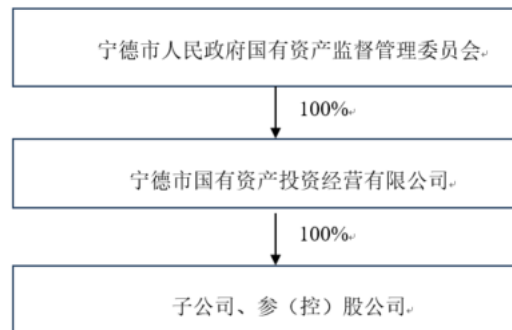 宁德市人民政府国有资产监督管理委员会
100%
宁德市国有资产投资经营有限公司
100%
子公司、参（控）股公司